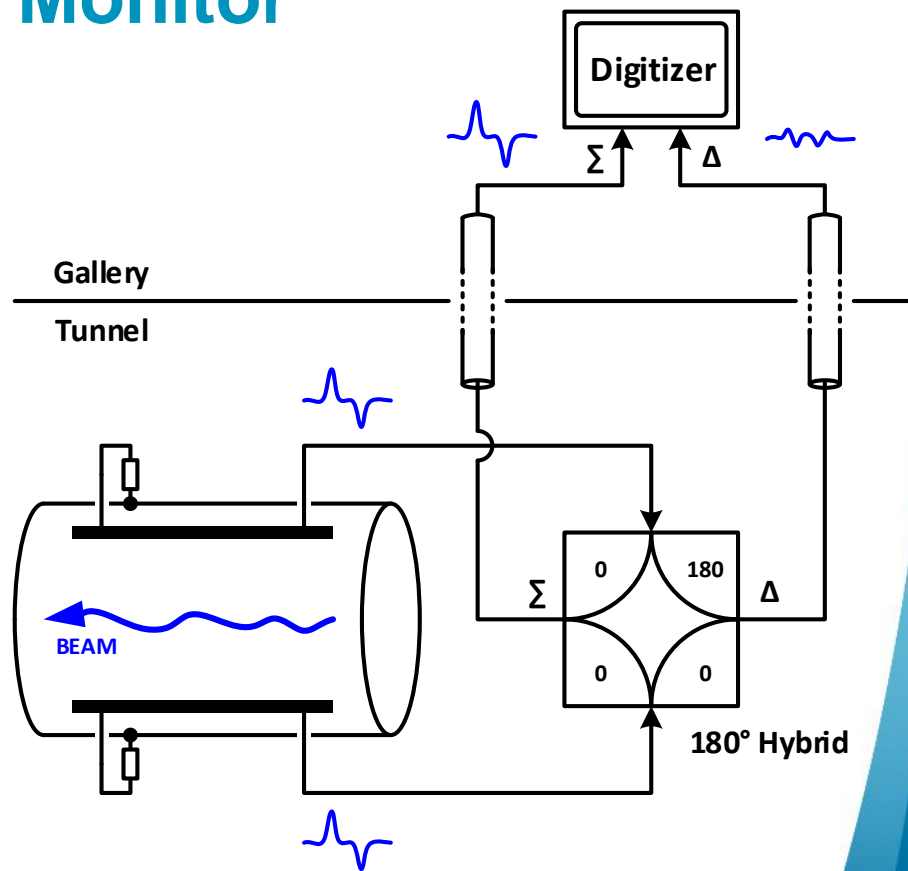 Monitor
Digitizer
Σ
Δ
Gallery
Tunnel
0
180
Σ
Δ
BEAM
0
0
180° Hybrid